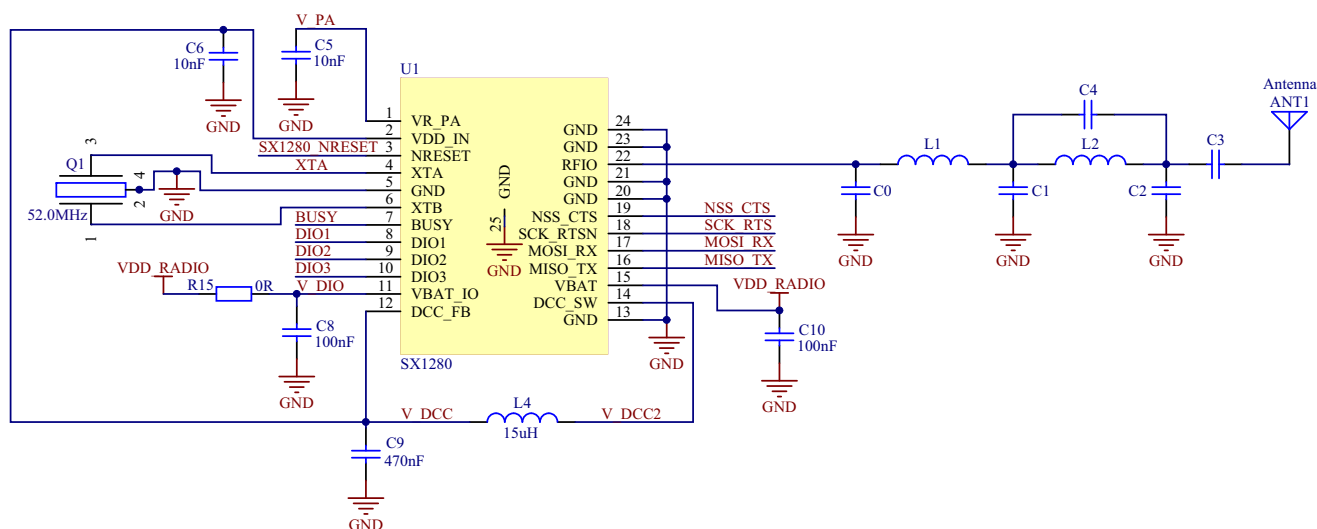 V_PA
C6
10nF
C5
10nF
GND
GND
U1
Antenna
ANT1
C4
L1
L2
C3
C0
C1
C2
GND
GND
GND
1
VR_PA
2
VDD_IN
SX1280_NRESET
3
NRESET
XTA
4
XTA
5
GND
6
XTB
BUSY
7
BUSY
DIO1
8
DIO1
DIO2
9
DIO2
DIO3
10
DIO3
V_DIO
11
VBAT_IO
12
DCC_FB
GND
25
GND
GND
24
GND
23
RFIO
22
GND
21
GND
20
NSS_CTS
19
NSS_CTS
SCK_RTSN
18
SCK_RTS
MOSI_RX
17
MOSI_RX
MISO_TX
16
MISO_TX
VBAT
15
DCC_SW
14
GND
13
SX1280
Q1
3
4
2
1
52.0MHz
GND
VDD_RADIO
R15
0R
C8
100nF
GND
VDD_RADIO
C10
100nF
GND
GND
V_DCC
L4
15uH
V_DCC2
C9
470nF
GND